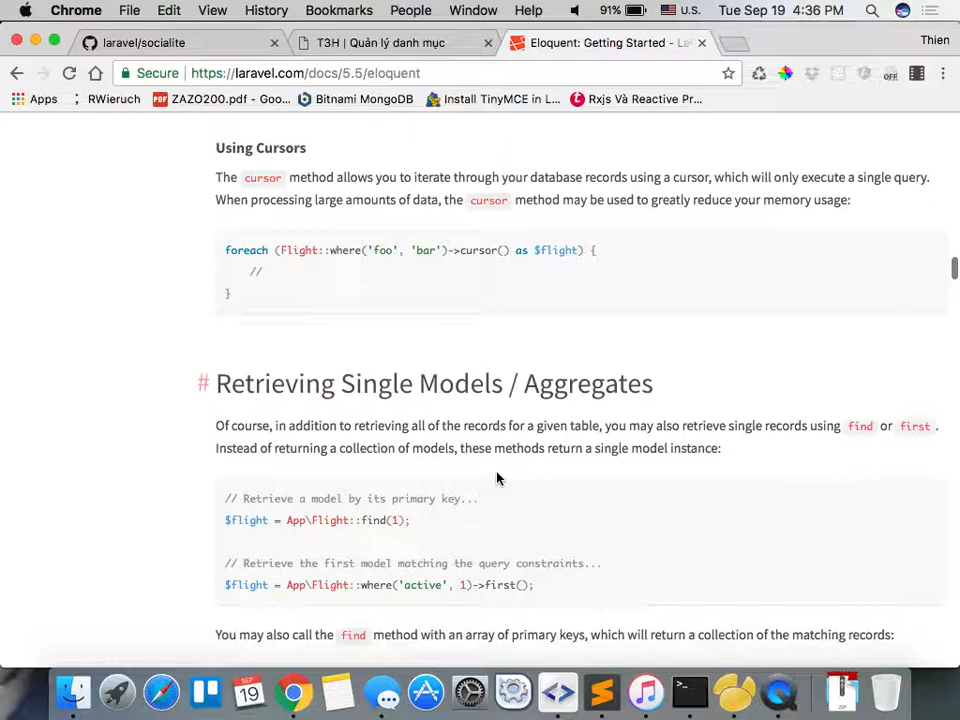 Chrome File Edit View History Bookmarks People Window Help 91% U.S. Tue Sep 19 4:36 PM
laravel/socialite T3H | Quản lý danh mục Eloquent: Getting Started - La Thien
Secure https://laravel.com/docs/5.5/eloquent OFF
Apps RWieruch PDF ZAZO200.pdf - Goo... Bitnami MongoDB Install TinyMCE in L... Rxjs Và Reactive Pr...
Using Cursors
The cursor method allows you to iterate through your database records using a cursor, which will only execute a single query.
When processing large amounts of data, the cursor method may be used to greatly reduce your memory usage:
foreach (Flight::where('foo', 'bar')->cursor() as $flight) {
//
}
# Retrieving Single Models / Aggregates
Of course, in addition to retrieving all of the records for a given table, you may also retrieve single records using find or first.
Instead of returning a collection of models, these methods return a single model instance:
// Retrieve a model by its primary key...
$flight = App\Flight::find(1);
// Retrieve the first model matching the query constraints...
$flight = App\Flight::where('active', 1)->first();
You may also call the find method with an array of primary keys, which will return a collection of the matching records:
SEP
19
ZIP